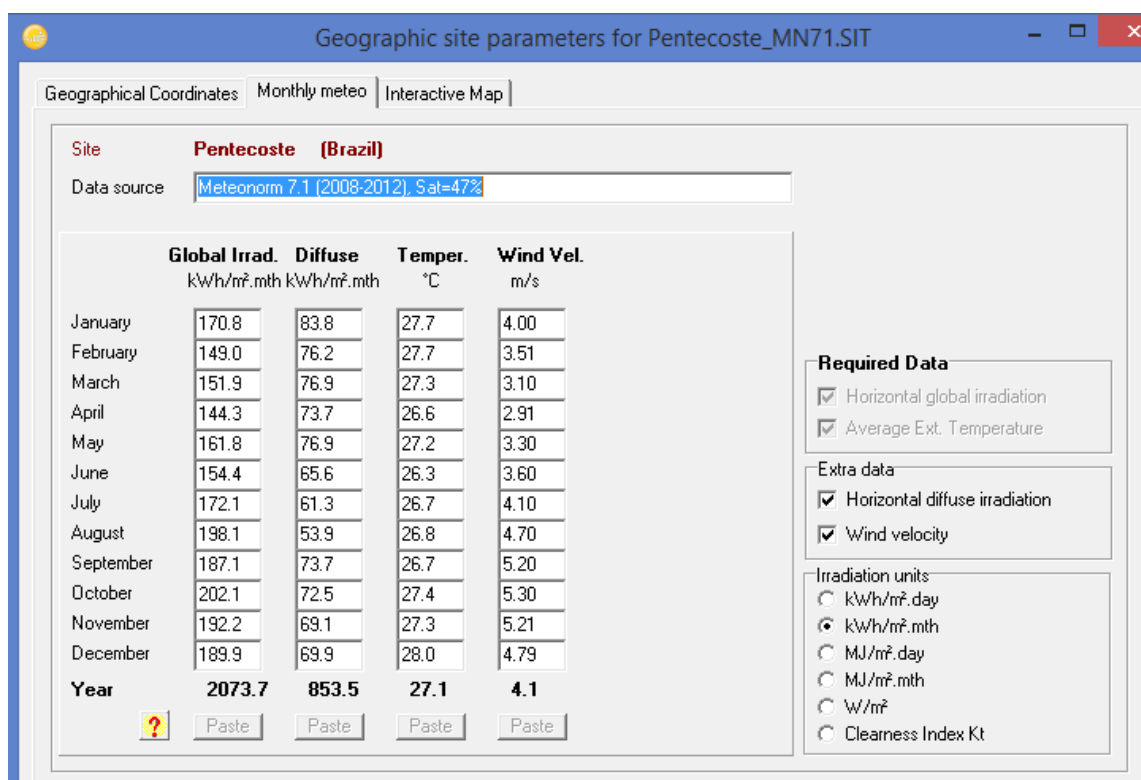 Geographic site parameters for Pentecoste_MN71.SIT
Geographical Coordinates Monthly meteo Interactive Map
Site Pentecoste (Brazil)
Data source Meteonorm 7.1 (2008-2012), Sat=47%
Global Irrad. Diffuse Temper. Wind Vel.
kWh/m².mth kWh/m².mth °C m/s
January 170.8 83.8 27.7 4.00
February 149.0 76.2 27.7 3.51
March 151.9 76.9 27.3 3.10
April 144.3 73.7 26.6 2.91
May 161.8 76.9 27.2 3.30
June 154.4 65.6 26.3 3.60
July 172.1 61.3 26.7 4.10
August 198.1 53.9 26.8 4.70
September 187.1 73.7 26.7 5.20
October 202.1 72.5 27.4 5.30
November 192.2 69.1 27.3 5.21
December 189.9 69.9 28.0 4.79
Year 2073.7 853.5 27.1 4.1
? Paste Paste Paste Paste
Required Data
Horizontal global irradiation
Average Ext. Temperature
Extra data
Horizontal diffuse irradiation
Wind velocity
Irradiation units
kWh/m².day
kWh/m².mth
MJ/m².day
MJ/m².mth
W/m²
Clearness Index Kt